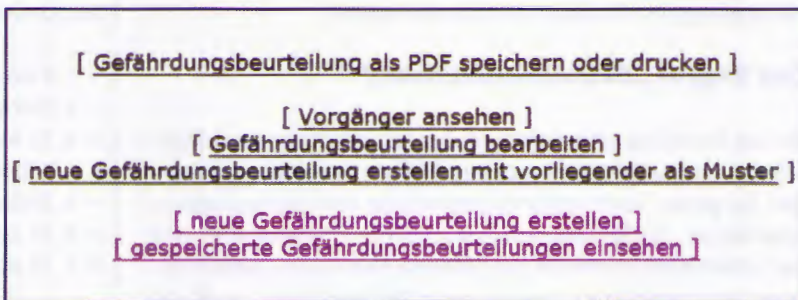 [ Gefährdungsbeurteilung als PDF speichern oder drucken ]
[ Vorgänger ansehen ]
[ Gefährdungsbeurteilung bearbeiten ]
[ neue Gefährdungsbeurteilung erstellen mit vorliegender als Muster ]
[ neue Gefährdungsbeurteilung erstellen ]
[ gespeicherte Gefährdungsbeurteilungen einsehen ]